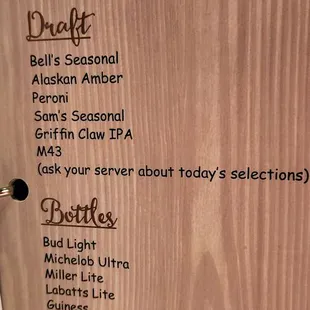 Draft
Bell's Seasonal
Alaskan Amber
Peroni
Sam's Seasonal
Griffin Claw IPA
M43
(ask your server about today's selections)
Bottles
Bud Light
Michelob Ultra
Miller Lite
Labatts Lite
Guiness